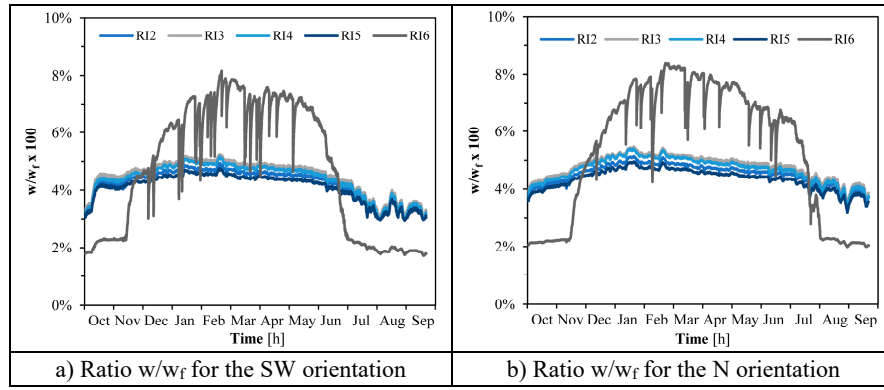 RI2 RI3 RI4 RI5 RI6
10%
8%
6%
4%
2%
0%
w/wf x 100
Oct Nov Dec Jan Feb Mar Apr May Jun Jul Aug Sep
Time [h]
a) Ratio w/wf for the SW orientation
RI2 RI3 RI4 RI5 RI6
10%
8%
6%
4%
2%
0%
w/wf x 100
Oct Nov Dec Jan Feb Mar Apr May Jun Jul Aug Sep
Time [h]
b) Ratio w/wf for the N orientation